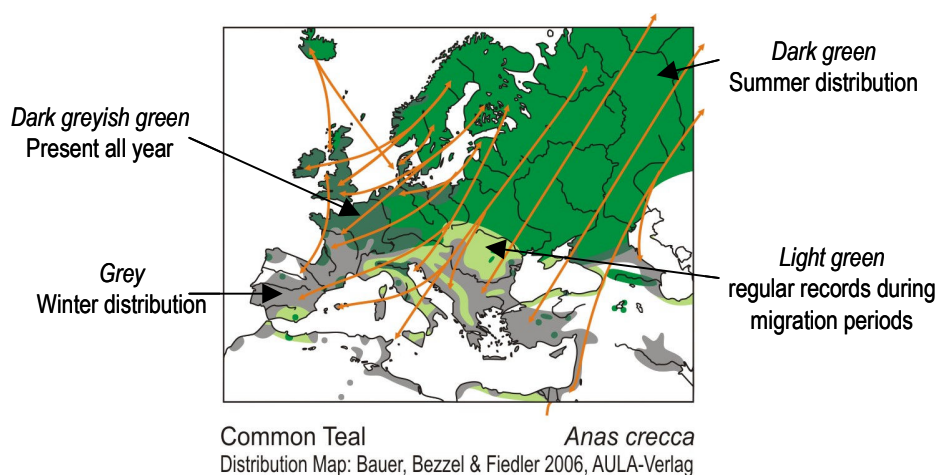 Dark green
Summer distribution
Dark greyish green
Present all year
Grey
Winter distribution
Light green
regular records during
migration periods
Common Teal Anas crecca
Distribution Map: Bauer, Bezzel & Fiedler 2006, AULA-Verlag